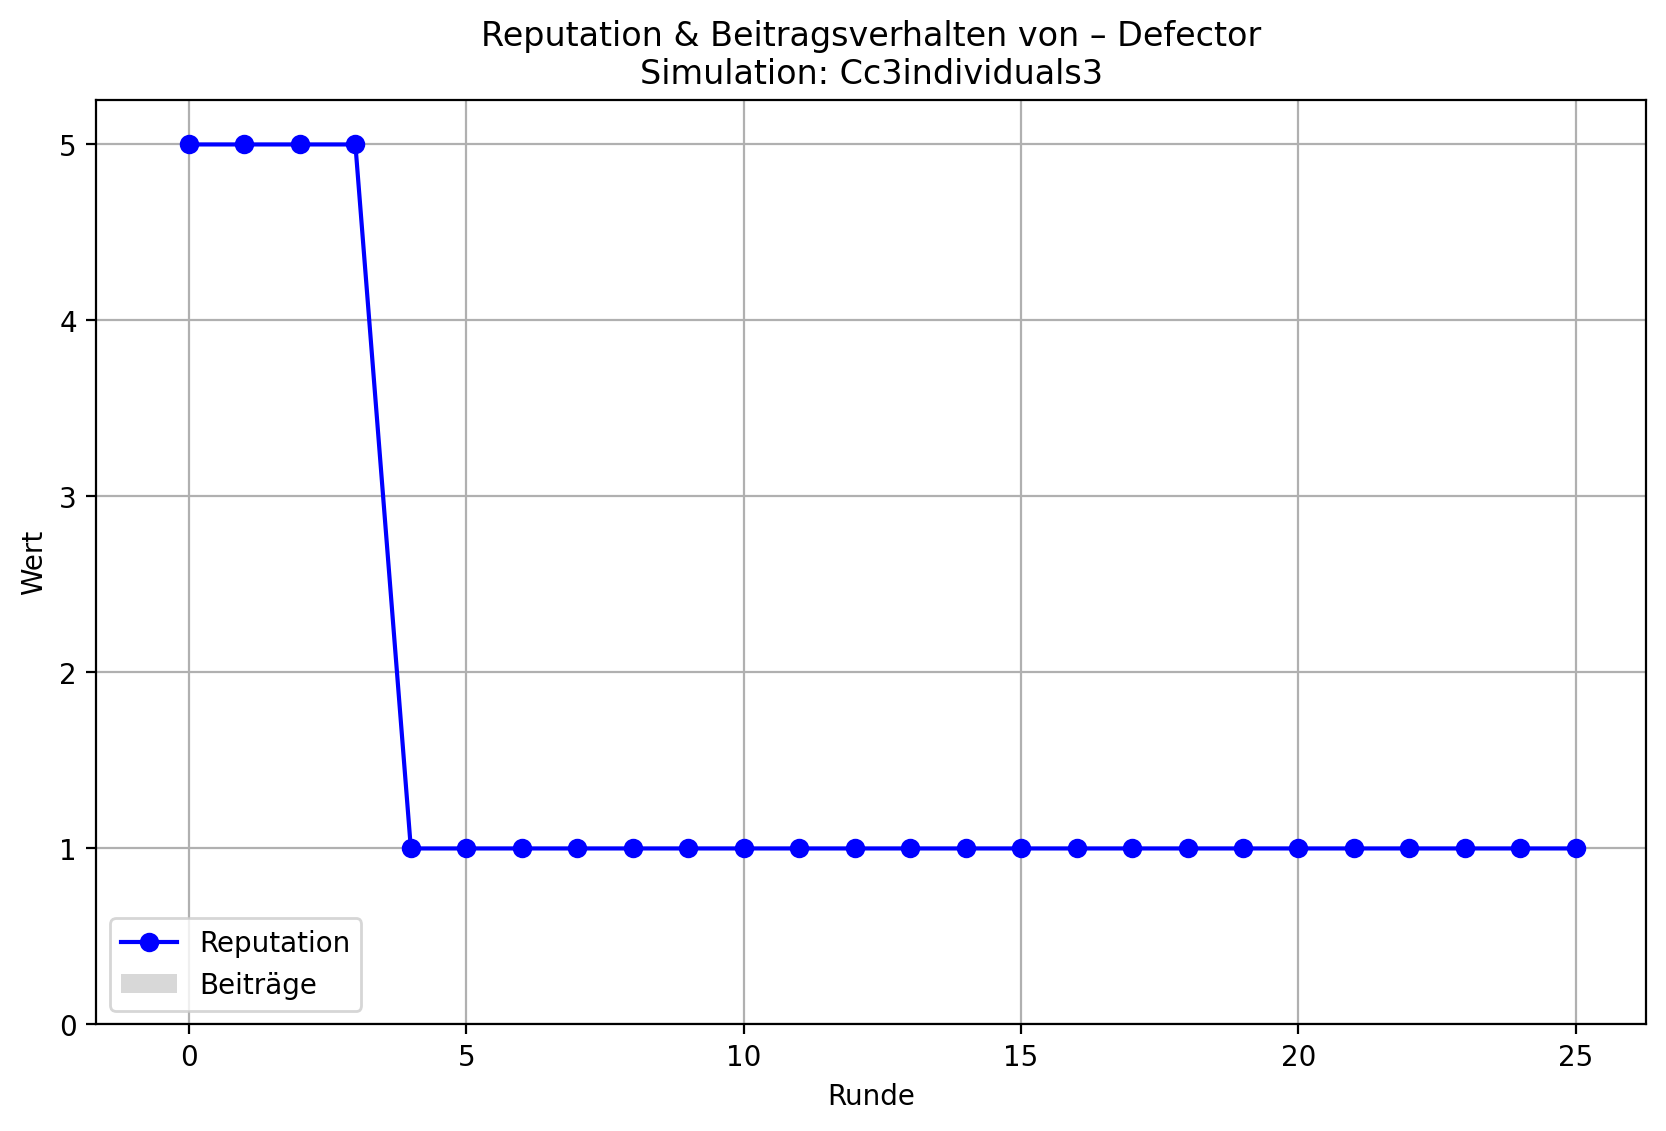 Reputation & Beitragsverhalten von – Defector
Simulation: Cc3individuals3
5
4
3
2
1
0
Wert
Reputation
Beiträge
0 5 10 15 20 25
Runde